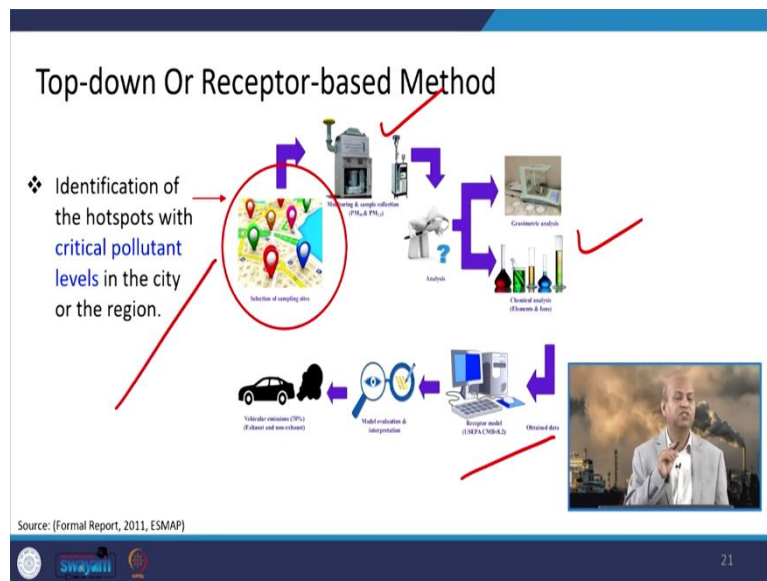 Top-down Or Receptor-based Method
❖ Identification of
the hotspots with
critical pollutant
levels in the city
or the region.
Monitoring & sample collection
(PM10 & PM2.5)
Selection of sampling sites
?
Analysis
Gravimetric analysis
Chemical analysis
(Elements & Ions)
Vehicular emissions (70%)
(Exhaust and non-exhaust)
Model evaluation &
interpretation
Receptor model
(USEPA CMB-8.2)
Obtained data
Source: (Formal Report, 2011, ESMAP)
swayam
21